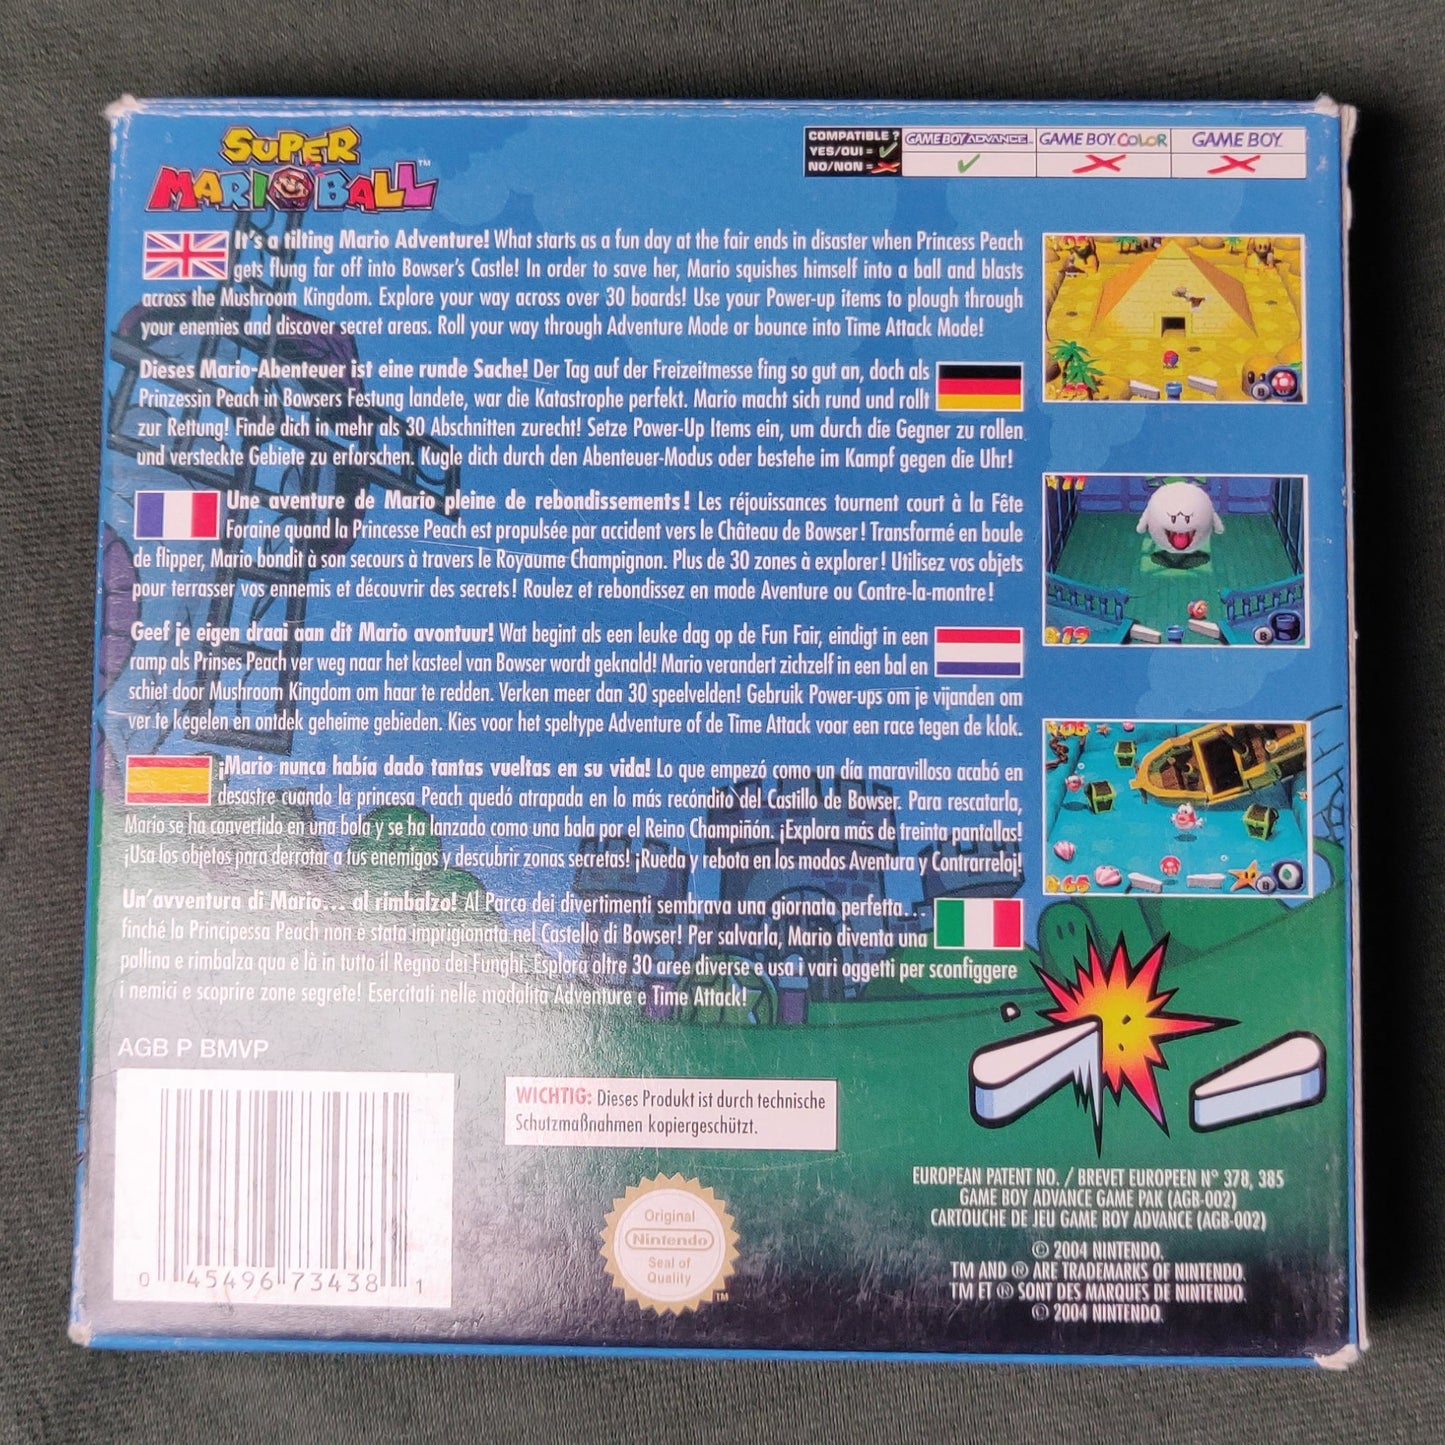 SUPER
MARIO BALL™
COMPATIBLE ?
YES/OUI =
NO/NON =
GAME BOY ADVANCE
GAME BOY COLOR
GAME BOY
It's a tilting Mario Adventure! What starts as a fun day at the fair ends in disaster when Princess Peach
gets flung far off into Bowser's Castle! In order to save her, Mario squishes himself into a ball and blasts
across the Mushroom Kingdom. Explore your way across over 30 boards! Use your Power-up items to plough through
your enemies and discover secret areas. Roll your way through Adventure Mode or bounce into Time Attack Mode!
Dieses Mario-Abenteuer ist eine runde Sache! Der Tag auf der Freizeitmesse fing so gut an, doch als
Prinzessin Peach in Bowsers Festung landete, war die Katastrophe perfekt. Mario macht sich rund und rollt
zur Rettung! Finde dich in mehr als 30 Abschnitten zurecht! Setze Power-Up Items ein, um durch die Gegner zu rollen
und versteckte Gebiete zu erforschen. Kugle dich durch den Abenteuer-Modus oder bestehe im Kampf gegen die Uhr!
Une aventure de Mario pleine de rebondissements! Les réjouissances tournent court à la Fête
Foraine quand la Princesse Peach est propulsée par accident vers le Château de Bowser! Transformé en boule
de flipper, Mario bondit à son secours à travers le Royaume Champignon. Plus de 30 zones à explorer! Utilisez vos objets
pour terrasser vos ennemis et découvrir des secrets! Roulez et rebondissez en mode Aventure ou Contre-la-montre!
Geef je eigen draai aan dit Mario avontuur! Wat begint als een leuke dag op de Fun Fair, eindigt in een
ramp als Prinses Peach ver weg naar het kasteel van Bowser wordt geknald! Mario verandert zichzelf in een bal en
schiet door Mushroom Kingdom om haar te redden. Verken meer dan 30 speelvelden! Gebruik Power-ups om je vijanden om
ver te kegelen en ontdek geheime gebieden. Kies voor het speltype Adventure of de Time Attack voor een race tegen de klok.
¡Mario nunca había dado tantas vueltas en su vida! Lo que empezó como un día maravilloso acabó en
desastre cuando la princesa Peach quedó atrapada en lo más recóndito del Castillo de Bowser. Para rescatarla,
Mario se ha convertido en una bola y se ha lanzado como una bala por el Reino Champiñón. ¡Explora más de treinta pantallas!
¡Usa los objetos para derrotar a tus enemigos y descubrir zonas secretas! ¡Rueda y rebota en los modos Aventura y Contrarreloj!
Un'avventura di Mario... al rimbalzo! Al Parco dei divertimenti sembrava una giornata perfetta...
finché la Principessa Peach non è stata imprigionata nel Castello di Bowser! Per salvarla, Mario diventa una
pallina e rimbalza qua e là in tutto il Regno dei Funghi. Esplora oltre 30 aree diverse e usa i vari oggetti per sconfiggere
i nemici e scoprire zone segrete! Esercitati nelle modalità Adventure e Time Attack!
AGB P BMVP
0 45496 73438 1
WICHTIG: Dieses Produkt ist durch technische
Schutzmaßnahmen kopiergeschützt.
Original
Nintendo
Seal of
Quality
TM
EUROPEAN PATENT NO. / BREVET EUROPEEN N° 378, 385
GAME BOY ADVANCE GAME PAK (AGB-002)
CARTOUCHE DE JEU GAME BOY ADVANCE (AGB-002)
© 2004 NINTENDO.
TM AND ® ARE TRADEMARKS OF NINTENDO.
TM ET ® SONT DES MARQUES DE NINTENDO.
© 2004 NINTENDO.